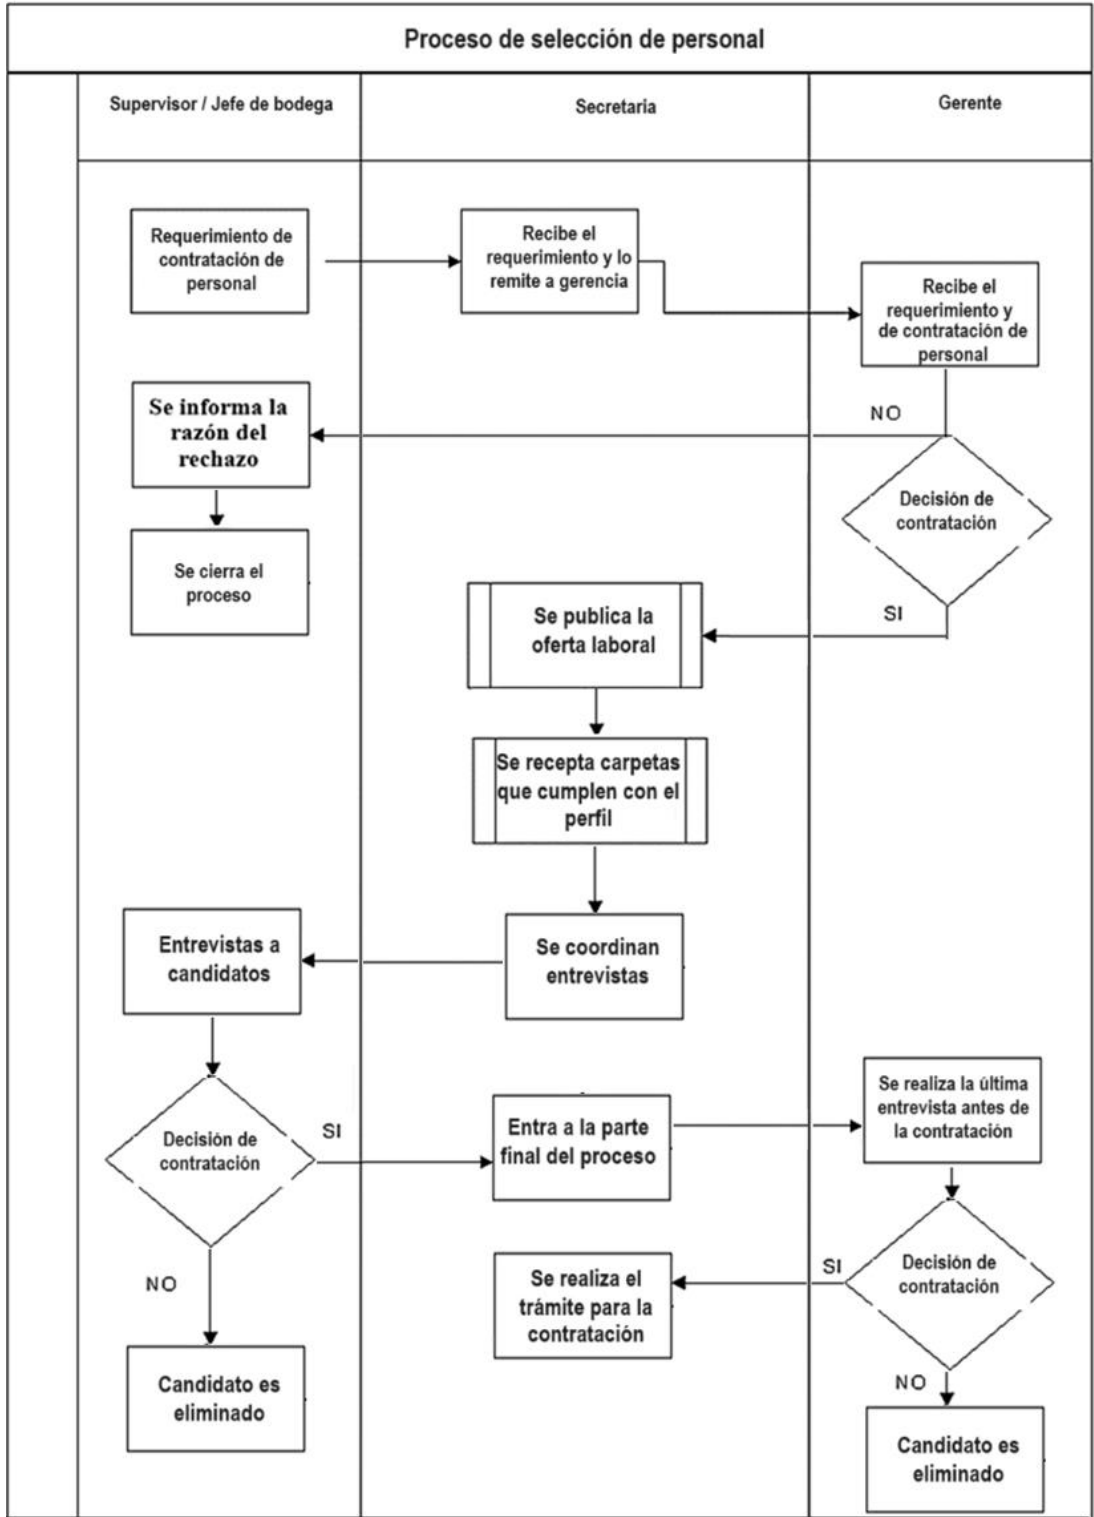 Proceso de selección de personal
Supervisor / Jefe de bodega
Secretaria
Gerente
Requerimiento de
contratación de
personal
Recibe el
requerimiento y lo
remite a gerencia
Recibe el
requerimiento y
de contratación de
personal
NO
Se informa la
razón del
rechazo
Decisión de
contratación
Se cierra el
proceso
SI
Se publica la
oferta laboral
Se recepta carpetas
que cumplen con el
perfil
Se coordinan
entrevistas
Entrevistas a
candidatos
Decisión de
contratación
SI
Entra a la parte
final del proceso
Se realiza la última
entrevista antes de
la contratación
Decisión de
contratación
SI
Se realiza el
trámite para la
contratación
NO
Candidato es
eliminado
NO
Candidato es
eliminado